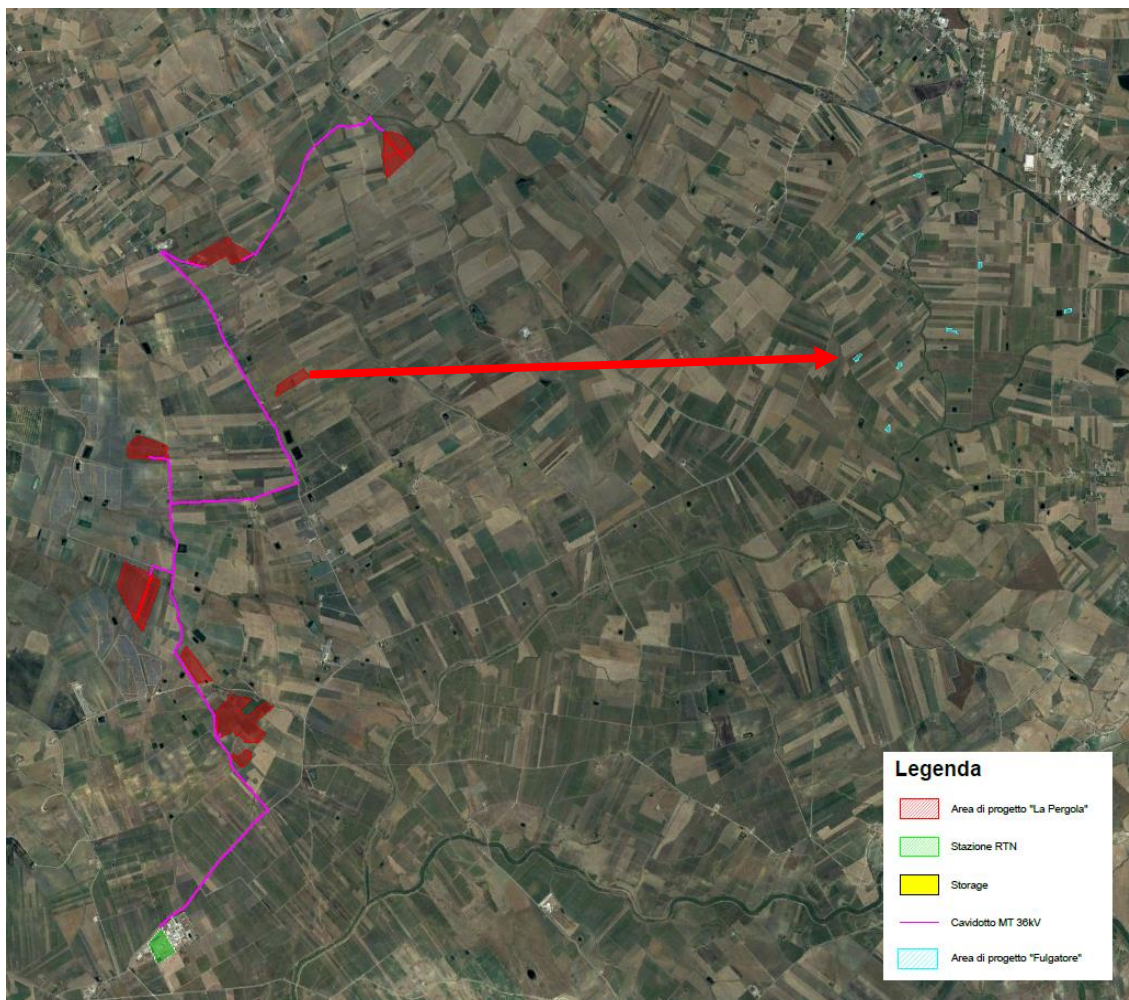 Legenda
Area di progetto "La Pergola"
Stazione RTN
Storage
Cavidotto MT 36kV
Area di progetto "Fulgatore"